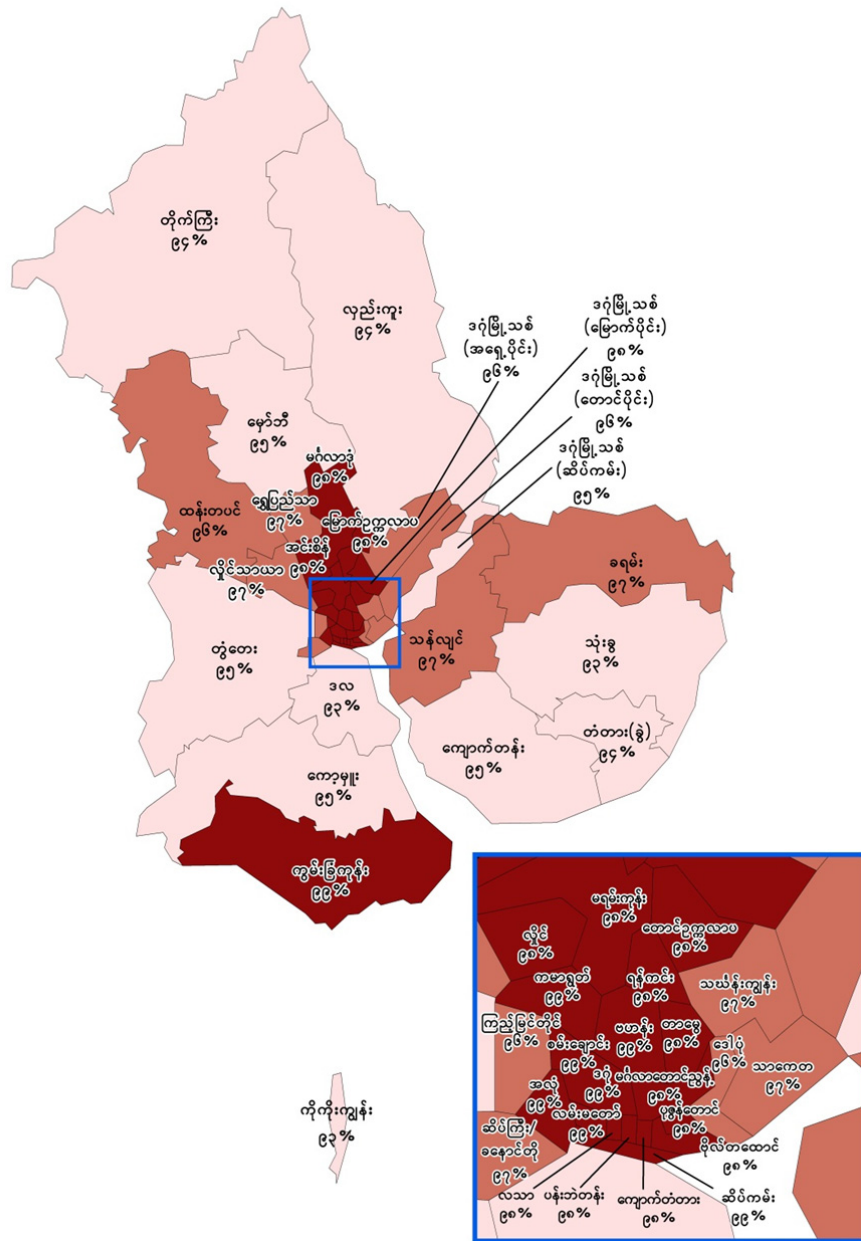 တိုက်ကြီး
၉၄%
လှည်းကူး
၉၄%
ဒဂုံမြို့သစ်
(အရှေ့ပိုင်း)
၉၆%
ဒဂုံမြို့သစ်
(မြောက်ပိုင်း)
၉၈%
ဒဂုံမြို့သစ်
(တောင်ပိုင်း)
၉၆%
ဒဂုံမြို့သစ်
(ဆိပ်ကမ်း)
၉၅%
မှော်ဘီ
၉၅%
မင်္ဂလာဒုံ
၉၈%
ရွှေပြည်သာ
၉၇%
ထန်းတပင်
၉၆%
မြောက်ဥက္ကလာပ
၉၈%
အင်းစိန်
၉၈%
လှိုင်သာယာ
၉၇%
ခရမ်း
၉၇%
သန်လျင်
၉၇%
သုံးခွ
၉၃%
တွံတေး
၉၅%
ဒလ
၉၃%
ကျောက်တန်း
၉၅%
တံတား(ခွဲ)
၉၄%
ကော့မှူး
၉၅%
ကွမ်းခြံကုန်း
၉၉%
ကိုကိုးကျွန်း
၉၃%
မရမ်းကုန်း
၉၈%
လှိုင်
၉၈%
တောင်ဥက္ကလာပ
၉၈%
ကမာရွတ်
၉၉%
ရန်ကင်း
၉၈%
သင်္ဃန်းကျွန်း
၉၇%
ကြည့်မြင်တိုင်
၉၆%
ဗဟန်း
၉၉%
တာမွေ
၉၈%
စမ်းချောင်း
၉၉%
ဒေါပုံ
၉၆%
သာကေတ
၉၇%
အလုံ
၉၉%
ဒဂုံ
၉၉%
မင်္ဂလာတောင်ညွန့်
၉၈%
လမ်းမတော်
၉၉%
ပုဇွန်တောင်
၉၈%
ဆိပ်ကြီး/
ခနောင်တို
၉၇%
ဗိုလ်တထောင်
၉၈%
လသာ
၉၈%
ပန်းဘဲတန်း
၉၈%
ကျောက်တံတား
၉၈%
ဆိပ်ကမ်း
၉၉%